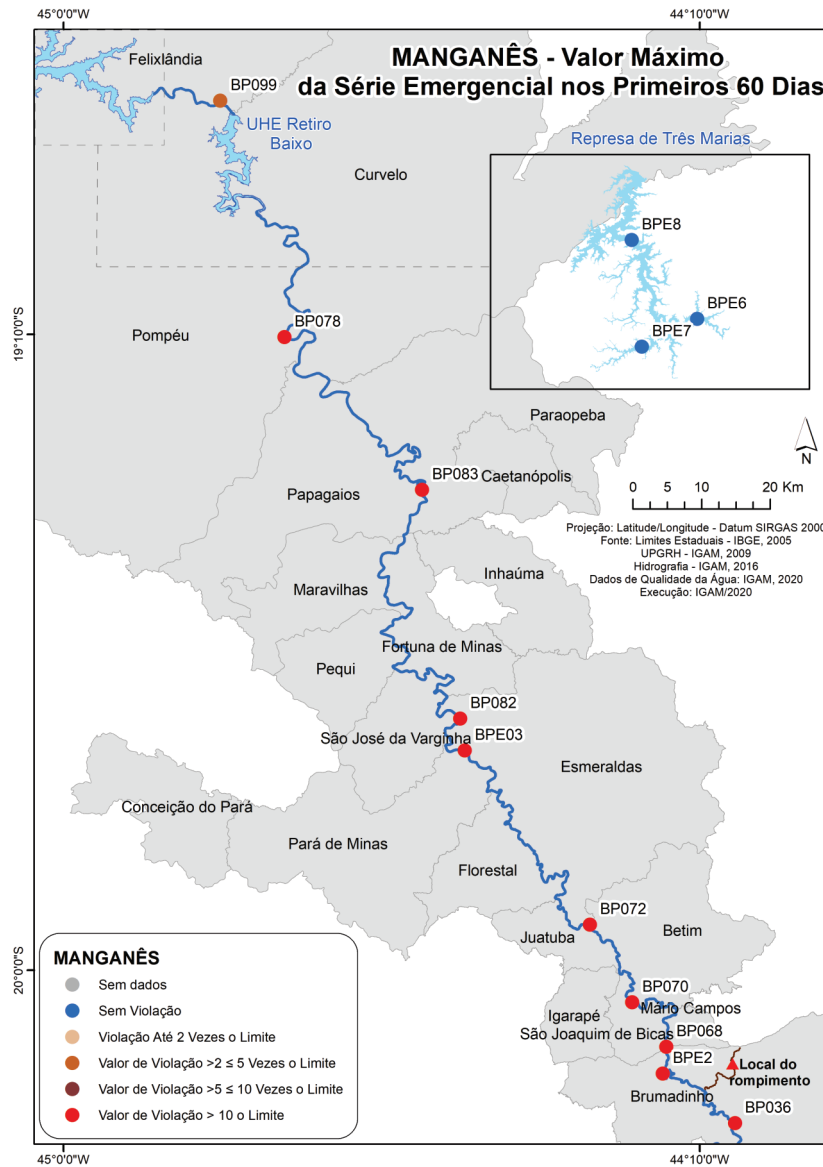 45°0'0"W
44°10'0"W
MANGANÊS - Valor Máximo
da Série Emergencial nos Primeiros 60 Dias
Felixlândia
BP099
UHE Retiro
Baixo
Represa de Três Marias
Curvelo
BPE8
BPE6
BPE7
19°10'0"S
Pompéu
BP078
Paraopeba
N
BP083
Caetanópolis
Papagaios
0 5 10 20 Km
Projeção: Latitude/Longitude - Datum SIRGAS 2000
Fonte: Limites Estaduais - IBGE, 2005
UPGRH - IGAM, 2009
Hidrografia - IGAM, 2016
Dados de Qualidade da Água: IGAM, 2020
Execução: IGAM/2020
Inhaúma
Maravilhas
Fortuna de Minas
Pequi
BP082
São José da Varginha
BPE03
Esmeraldas
Conceição do Pará
Pará de Minas
Florestal
BP072
Juatuba
Betim
20°0'0"S
BP070
Mário Campos
Igarapé
São Joaquim de Bicas
BP068
BPE2
Local do
rompimento
Brumadinho
BP036
MANGANÊS
Sem dados
Sem Violação
Violação Até 2 Vezes o Limite
Valor de Violação >2 ≤ 5 Vezes o Limite
Valor de Violação >5 ≤ 10 Vezes o Limite
Valor de Violação > 10 o Limite
45°0'0"W
44°10'0"W